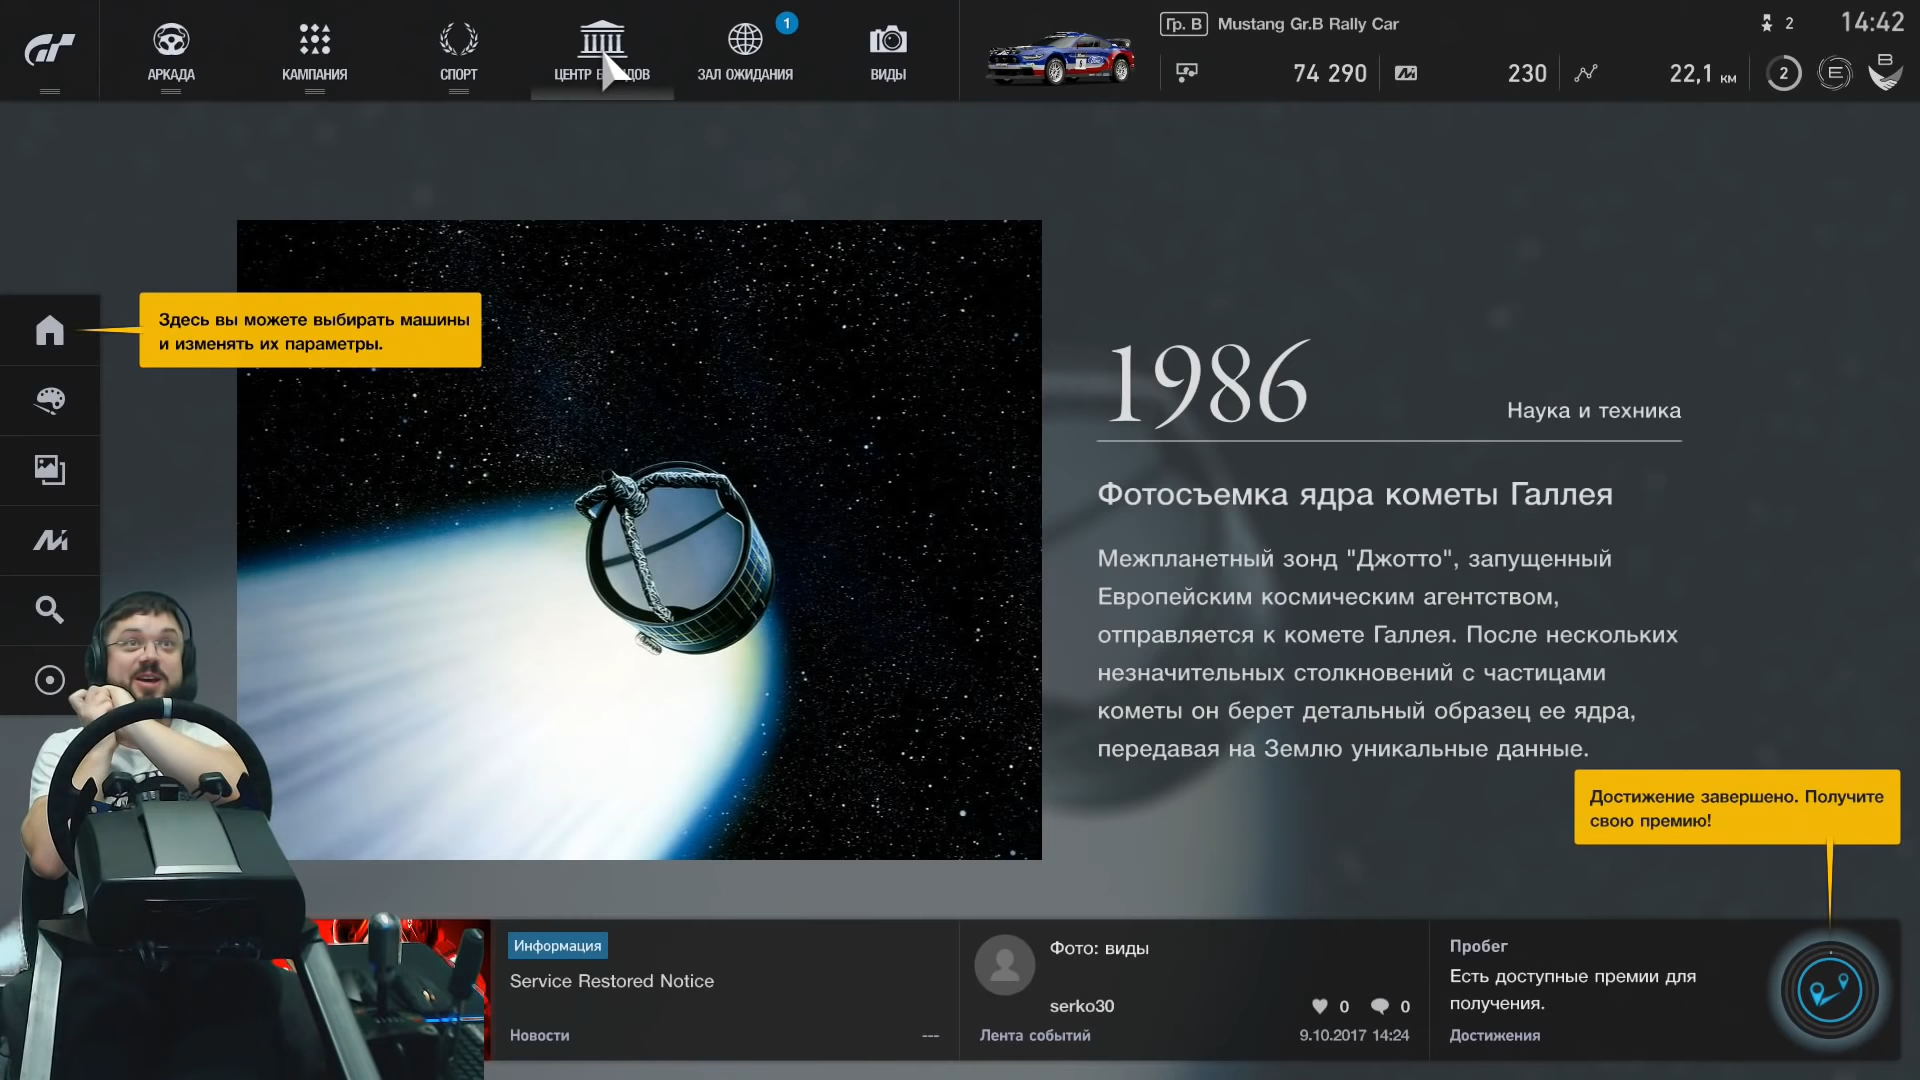 АРКАДА
КАМПАНИЯ
СПОРТ
ЦЕНТР
ЗАЛ ОЖИДАНИЯ
1
ВИДЫ
Гр. B Mustang Gr.B Rally Car
2 14:42
74 290
230
22,1 км
2
E
B
Здесь вы можете выбирать машины
и изменять их параметры.
1986
Наука и техника
Фотосъемка ядра кометы Галлея
Межпланетный зонд "Джотто", запущенный
Европейским космическим агентством,
отправляется к комете Галлея. После нескольких
незначительных столкновений с частицами
кометы он берет детальный образец ее ядра,
передавая на Землю уникальные данные.
Достижение завершено. Получите
свою премию!
Информация
Service Restored Notice
Новости ---
Фото: виды
serko30 0 0
Лента событий 9.10.2017 14:24
Пробег
Есть доступные премии для
получения.
Достижения